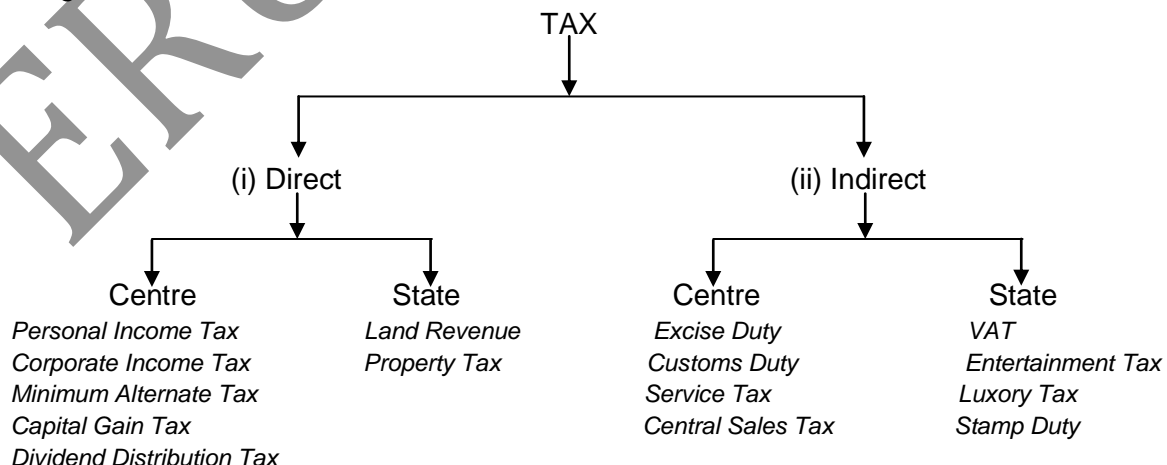 TAX
(i) Direct
(ii) Indirect
Centre
State
Centre
State
Personal Income Tax
Land Revenue
Excise Duty
VAT
Corporate Income Tax
Property Tax
Customs Duty
Entertainment Tax
Minimum Alternate Tax
Service Tax
Luxory Tax
Capital Gain Tax
Central Sales Tax
Stamp Duty
Dividend Distribution Tax